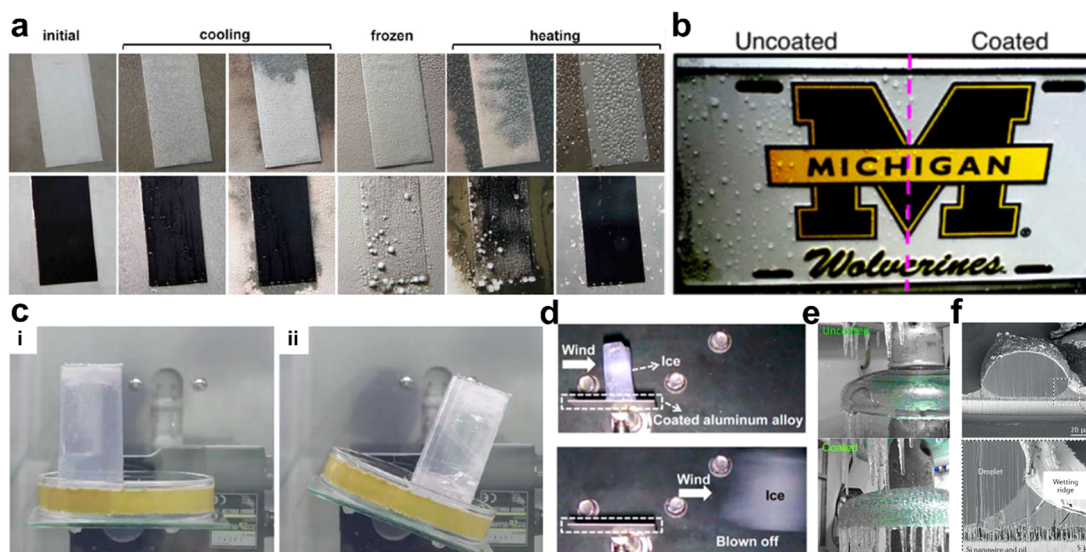 a
initial
cooling
frozen
heating
b
Uncoated
Coated
MICHIGAN
Wolverines
®
c
i
ii
d
Wind
Ice
Coated aluminum alloy
Wind
Ice
Blown off
e
Uncoated
Coated
f
20 µ
Droplet
Wetting
ridge
Si nanowire and oil